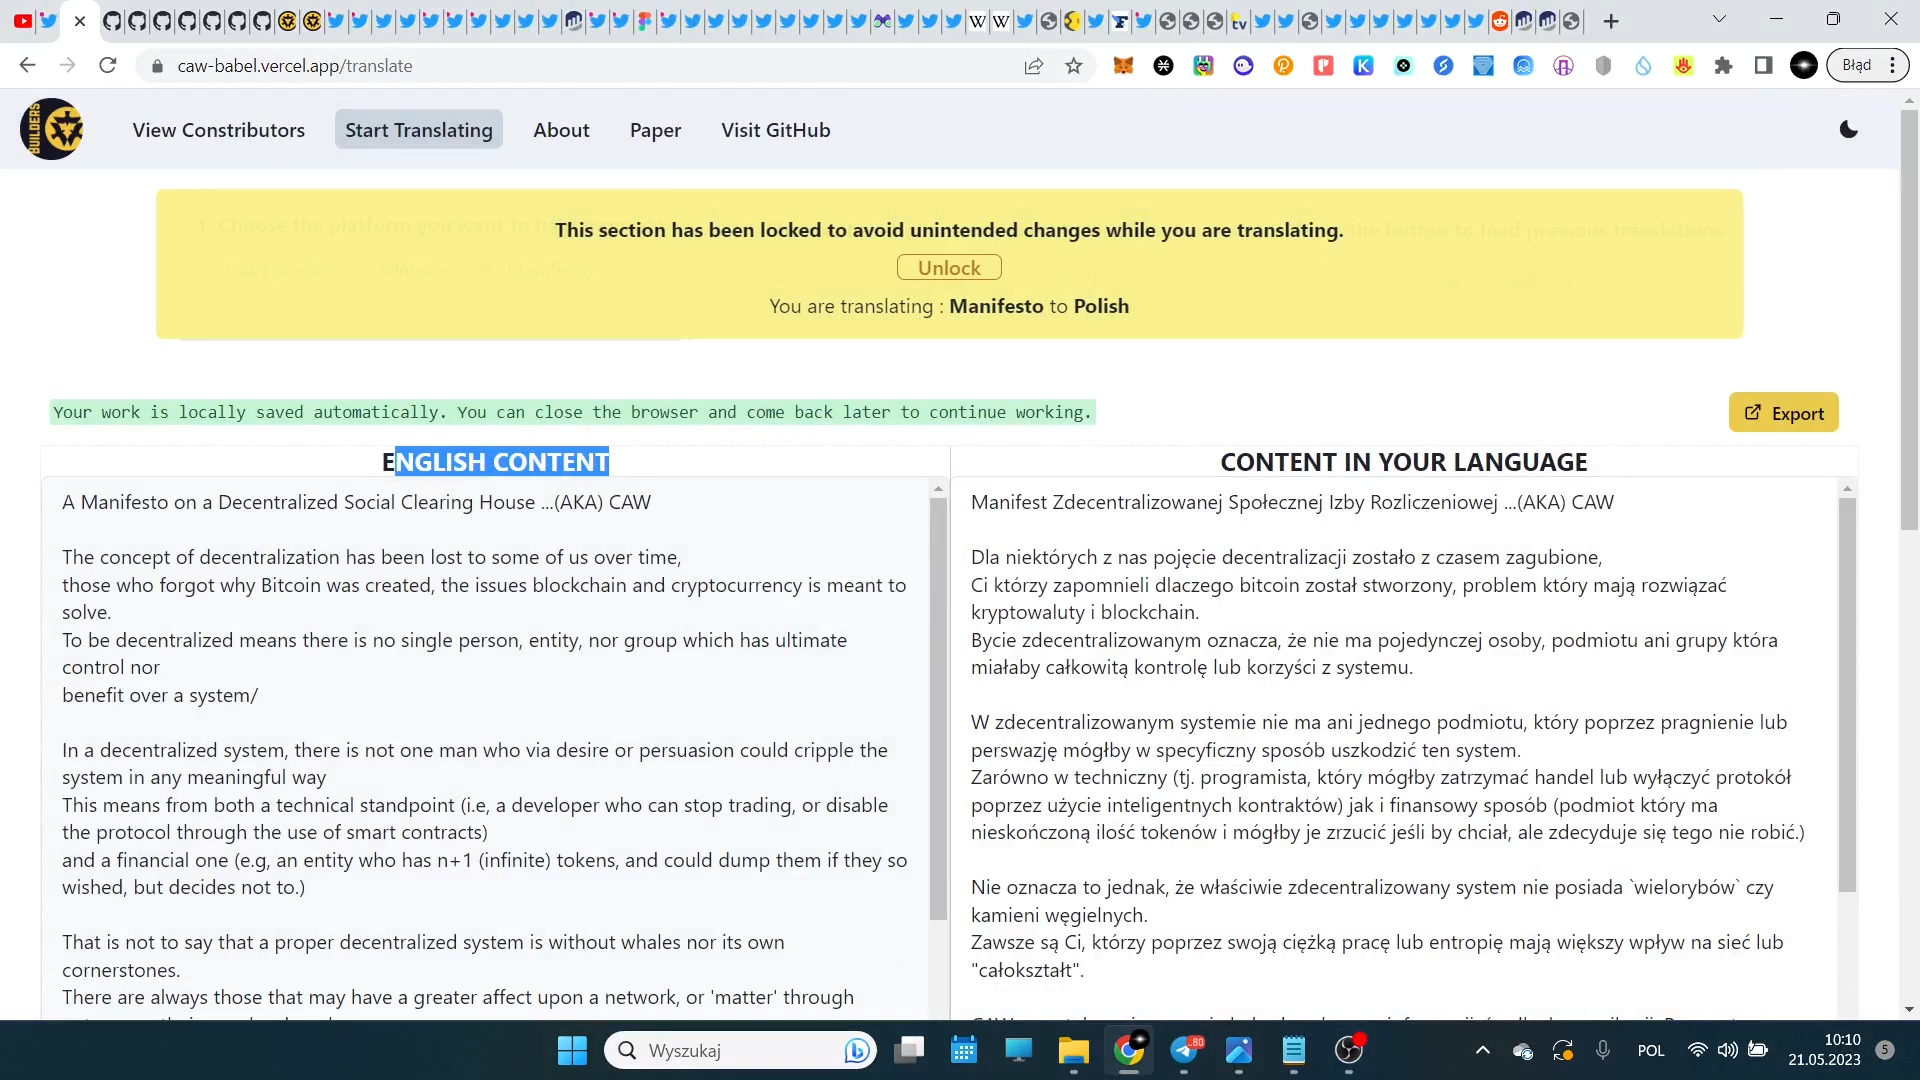 caw-babel.vercel.app/translate
Błąd
BUILDERS
View Constributors
Start Translating
About
Paper
Visit GitHub
This section has been locked to avoid unintended changes while you are translating.
Unlock
You are translating : Manifesto to Polish
Your work is locally saved automatically. You can close the browser and come back later to continue working.
Export
ENGLISH CONTENT
A Manifesto on a Decentralized Social Clearing House ...(AKA) CAW
The concept of decentralization has been lost to some of us over time,
those who forgot why Bitcoin was created, the issues blockchain and cryptocurrency is meant to
solve.
To be decentralized means there is no single person, entity, nor group which has ultimate
control nor
benefit over a system/
In a decentralized system, there is not one man who via desire or persuasion could cripple the
system in any meaningful way
This means from both a technical standpoint (i.e, a developer who can stop trading, or disable
the protocol through the use of smart contracts)
and a financial one (e.g, an entity who has n+1 (infinite) tokens, and could dump them if they so
wished, but decides not to.)
That is not to say that a proper decentralized system is without whales nor its own
cornerstones.
There are always those that may have a greater affect upon a network, or 'matter' through
CONTENT IN YOUR LANGUAGE
Manifest Zdecentralizowanej Społecznej Izby Rozliczeniowej ...(AKA) CAW
Dla niektórych z nas pojęcie decentralizacji zostało z czasem zagubione,
Ci którzy zapomnieli dlaczego bitcoin został stworzony, problem który mają rozwiązać
kryptowaluty i blockchain.
Bycie zdecentralizowanym oznacza, że nie ma pojedynczej osoby, podmiotu ani grupy która
miałaby całkowitą kontrolę lub korzyści z systemu.
W zdecentralizowanym systemie nie ma ani jednego podmiotu, który poprzez pragnienie lub
perswazję mógłby w specyficzny sposób uszkodzić ten system.
Zarówno w techniczny (tj. programista, który mógłby zatrzymać handel lub wyłączyć protokół
poprzez użycie inteligentnych kontraktów) jak i finansowy sposób (podmiot który ma
nieskończoną ilość tokenów i mógłby je zrzucić jeśli by chciał, ale zdecyduje się tego nie robić.)
Nie oznacza to jednak, że właściwie zdecentralizowany system nie posiada `wielorybów` czy
kamieni węgielnych.
Zawsze są Ci, którzy poprzez swoją ciężką pracę lub entropię mają większy wpływ na sieć lub
"całokształt".
Wyszukaj
80
POL
10:10
21.05.2023
5